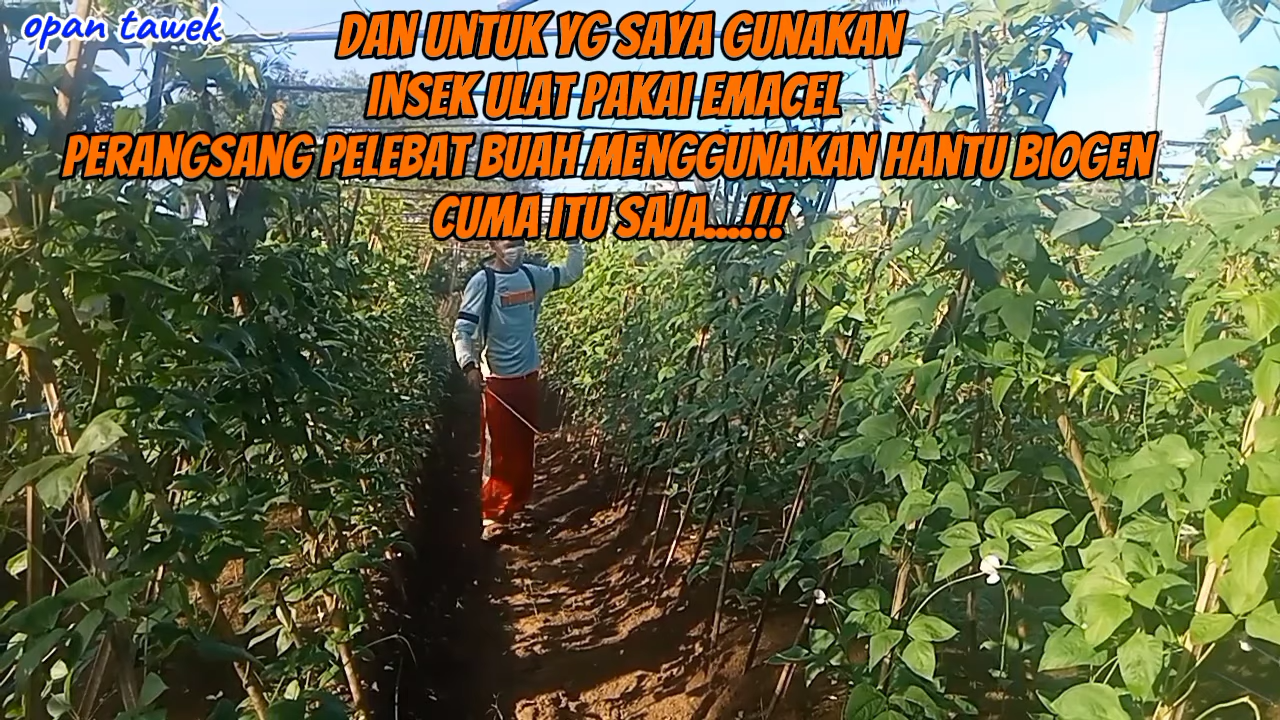 opan tawek
DAN UNTUK YG SAYA GUNAKAN
INSEK ULAT PAKAI EMACEL
PERANGSANG PELEBAT BUAH MENGGUNAKAN HANTU BIOGEN
CUMA ITU SAJA...!!!